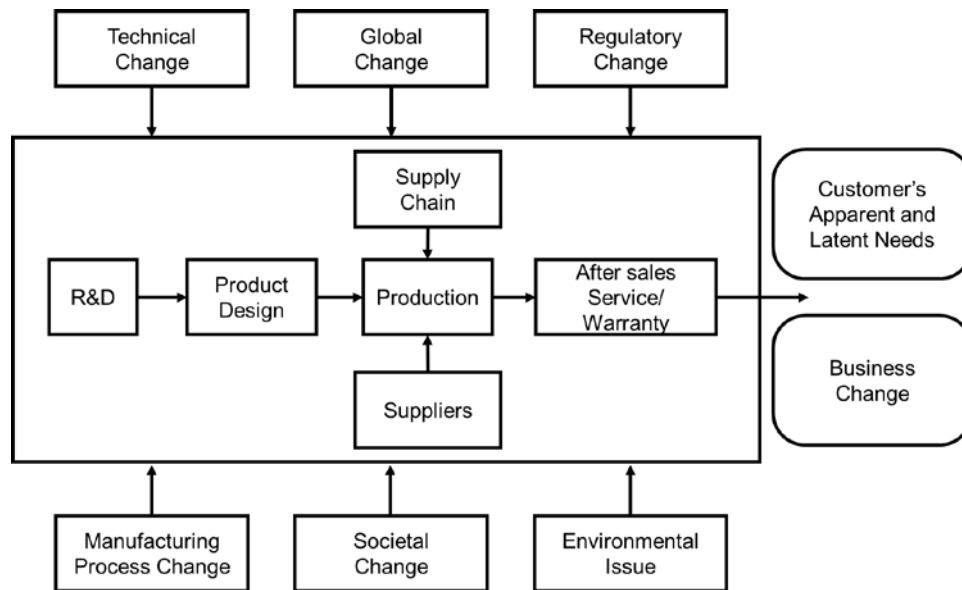 Technical
Change
Global
Change
Regulatory
Change
Supply
Chain
Customer's
Apparent and
Latent Needs
R&D
Product
Design
Production
After sales
Service/
Warranty
Suppliers
Business
Change
Manufacturing
Process Change
Societal
Change
Environmental
Issue